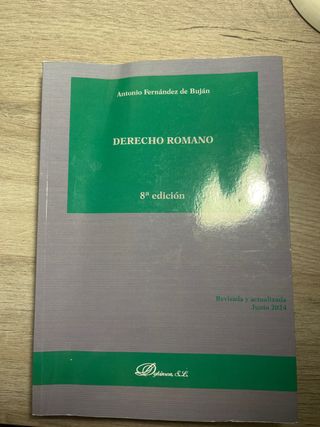 Antonio Fernández de Buján
DERECHO ROMANO
8ª edición
Revisada y actualizada
Junio 2024
Dykinson, S.L.